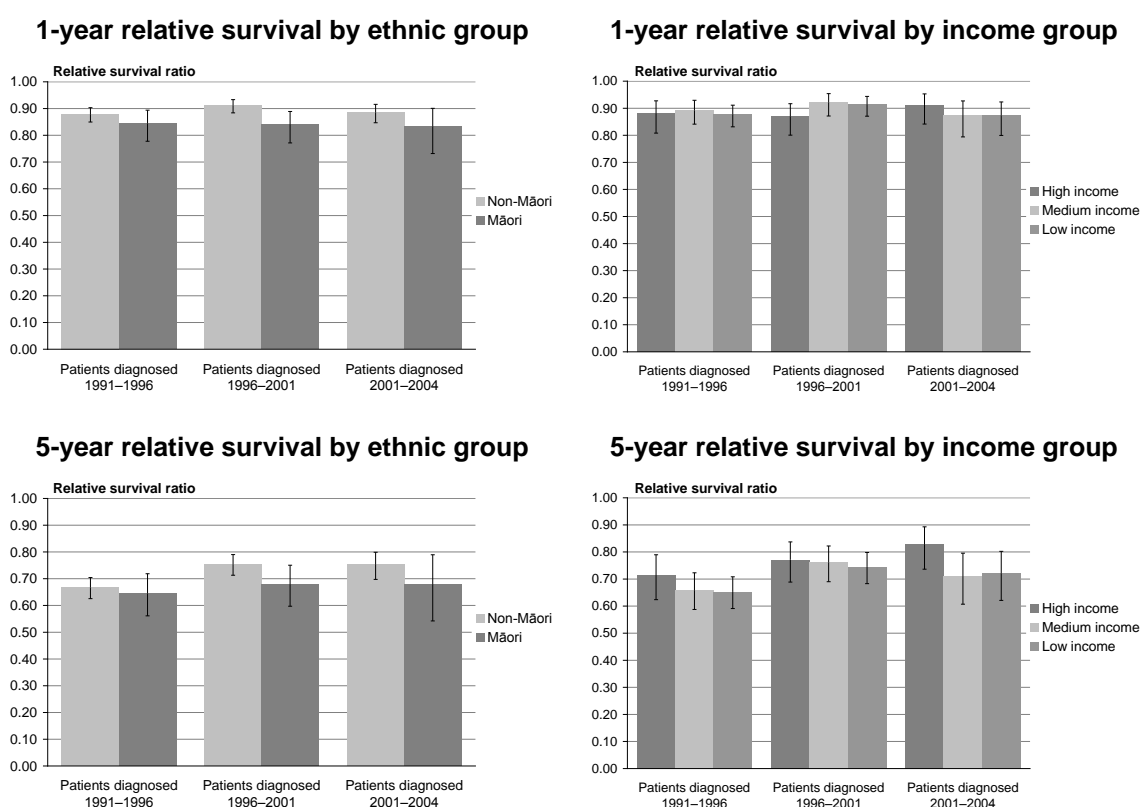 1-year relative survival by ethnic group
Relative survival ratio
1.00
0.90
0.80
0.70
0.60
0.50
0.40
0.30
0.20
0.10
0.00
Non-Māori
Māori
Patients diagnosed
1991–1996
Patients diagnosed
1996–2001
Patients diagnosed
2001–2004
1-year relative survival by income group
Relative survival ratio
1.00
0.90
0.80
0.70
0.60
0.50
0.40
0.30
0.20
0.10
0.00
High income
Medium income
Low income
Patients diagnosed
1991–1996
Patients diagnosed
1996–2001
Patients diagnosed
2001–2004
5-year relative survival by ethnic group
Relative survival ratio
1.00
0.90
0.80
0.70
0.60
0.50
0.40
0.30
0.20
0.10
0.00
Non-Māori
Māori
Patients diagnosed
1991–1996
Patients diagnosed
1996–2001
Patients diagnosed
2001–2004
5-year relative survival by income group
Relative survival ratio
1.00
0.90
0.80
0.70
0.60
0.50
0.40
0.30
0.20
0.10
0.00
High income
Medium income
Low income
Patients diagnosed
1991–1996
Patients diagnosed
1996–2001
Patients diagnosed
2001–2004